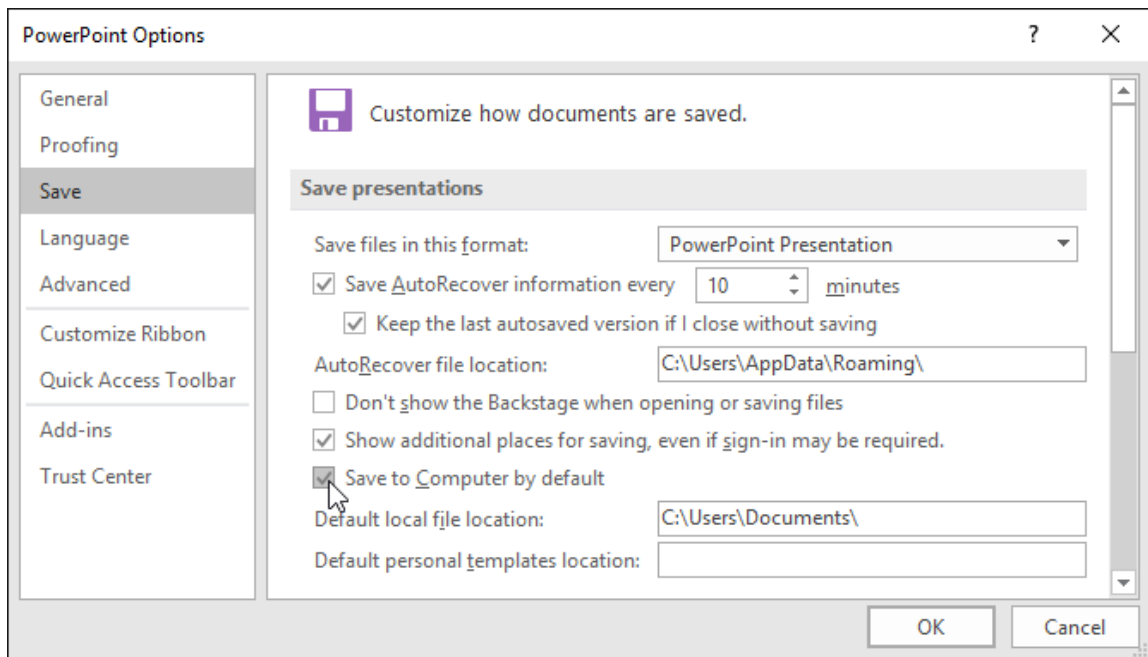 PowerPoint Options
?
General
Proofing
Save
Language
Advanced
Customize Ribbon
Quick Access Toolbar
Add-ins
Trust Center
Customize how documents are saved.
Save presentations
Save files in this format: PowerPoint Presentation
Save AutoRecover information every 10 minutes
Keep the last autosaved version if I close without saving
AutoRecover file location: C:\Users\AppData\Roaming\
Don't show the Backstage when opening or saving files
Show additional places for saving, even if sign-in may be required.
Save to Computer by default
Default local file location: C:\Users\Documents\
Default personal templates location:
OK Cancel